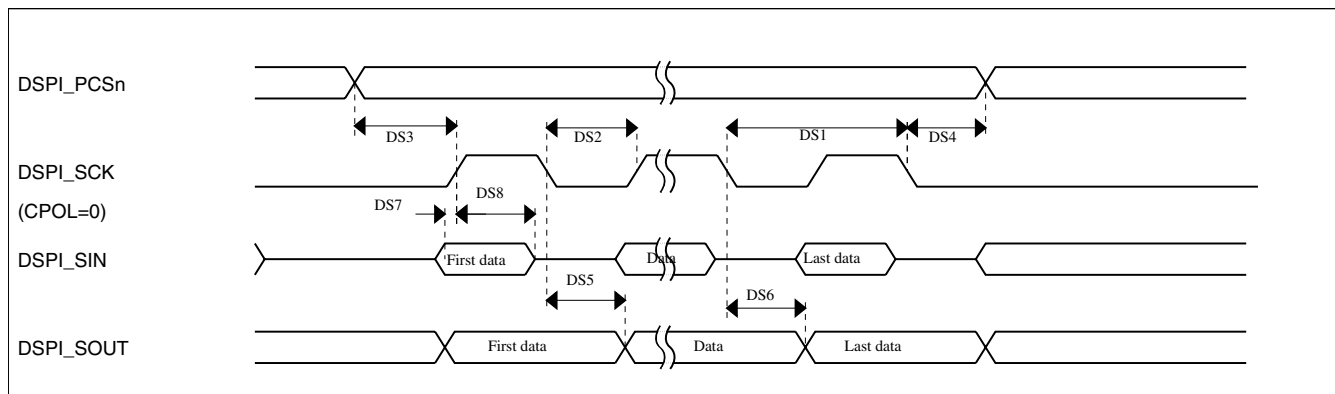 DSPI_PCSn
DS3
DS2
DS1
DS4
DSPI_SCK
(CPOL=0)
DS7
DS8
DSPI_SIN
First data
Data
Last data
DS5
DS6
DSPI_SOUT
First data
Data
Last data